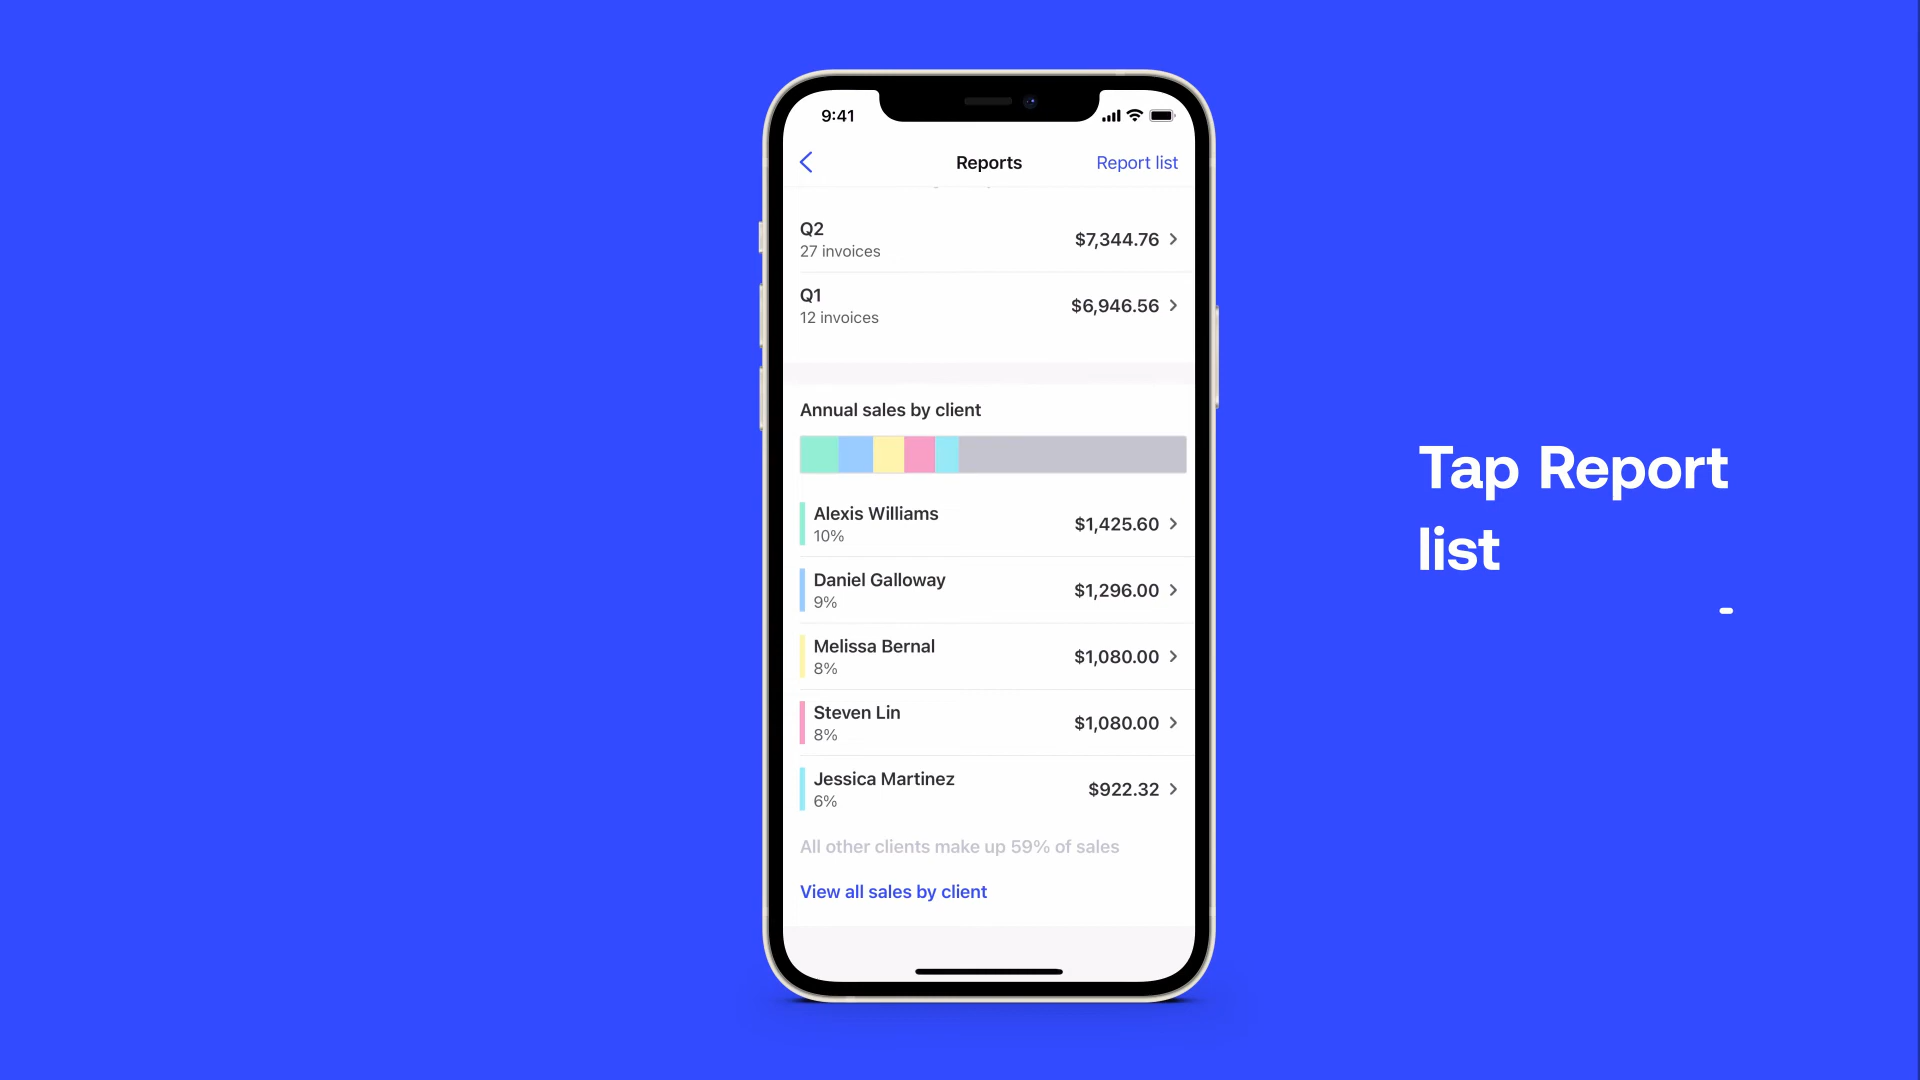 9:41
Reports
Report list
Q2
27 invoices
$7,344.76
Q1
12 invoices
$6,946.56
Annual sales by client
Alexis Williams
10%
$1,425.60
Daniel Galloway
9%
$1,296.00
Melissa Bernal
8%
$1,080.00
Steven Lin
8%
$1,080.00
Jessica Martinez
6%
$922.32
All other clients make up 59% of sales
View all sales by client
Tap Report
list